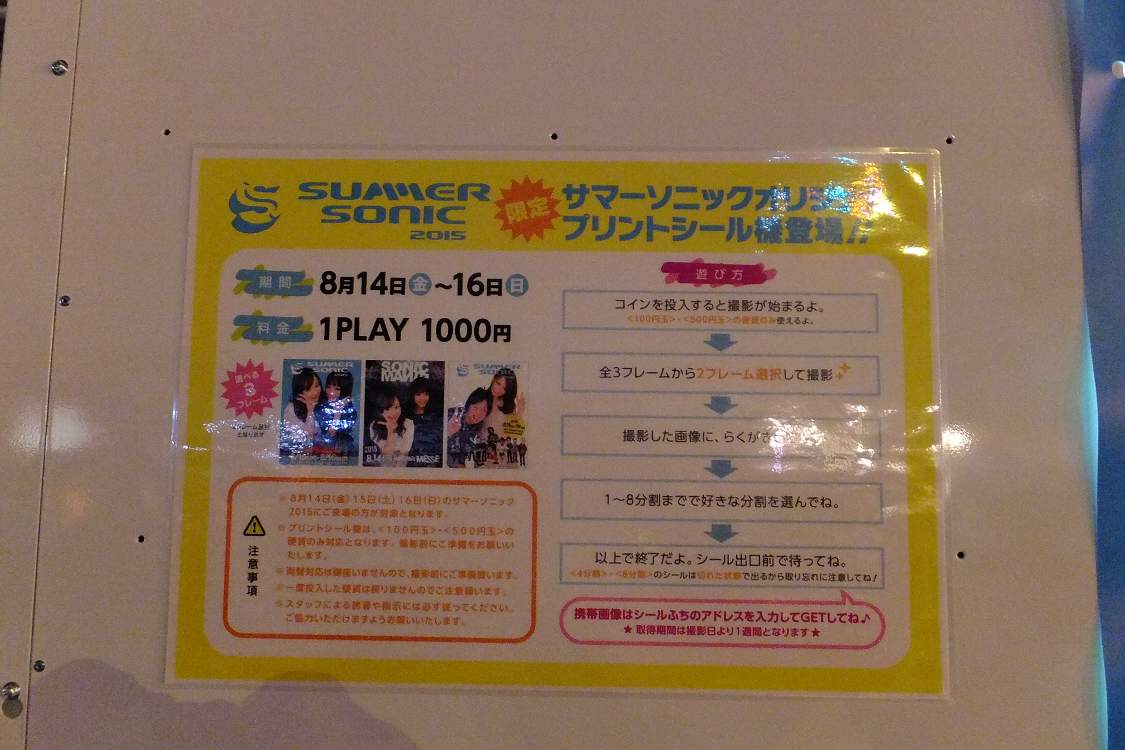 SUMMER
SONIC
2015
限定
サマーソニックオリジ
プリントシール機登場!!
期間
8月14日金～16日日
料金
1PLAY 1000円
選べる
3
フレーム
SUMMER
SONIC
SONIC
MANIA
SUMMER
SONIC
2015
MESSE
注意事項
※8月14日(金)15日(土)16日(日)のサマーソニック
2015にご来場の方が対象となります。
※プリントシール機は、<100円玉>・<500円玉>の
硬貨のみ対応となります。撮影前にご準備をお願いい
たします。
※両替対応は御座いませんので、撮影前にご準備願います。
※一度投入した硬貨は戻りませんのでご注意願います。
※スタッフによる誘導や指示には必ず従ってください。
ご協力いただけますようお願いいたします。
遊び方
コインを投入すると撮影が始まるよ。
<100円玉>・<500円玉>の硬貨のみ使えるよ。
全3フレームから2フレーム選択して撮影
撮影した画像に、らくがき
1～8分割までで好きな分割を選んでね。
以上で終了だよ。シール出口前で待ってね。
<4分割>・<8分割>のシールは切れた状態で出るから取り忘れに注意してね!
携帯画像はシールふちのアドレスを入力してGETしてね♪
★取得期間は撮影日より1週間となります★